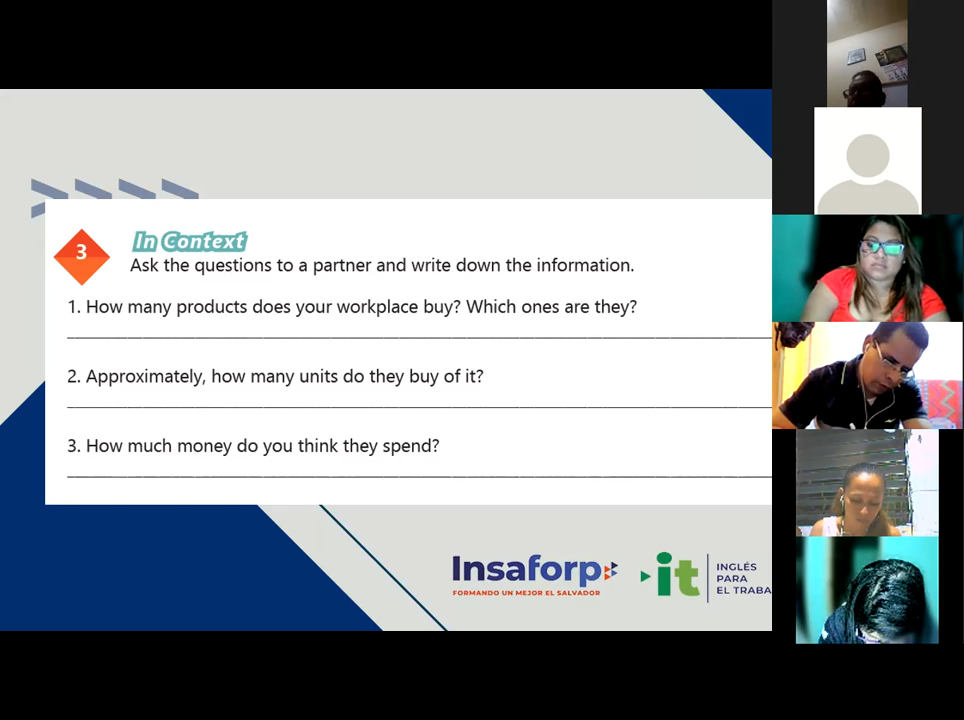 3
In Context
Ask the questions to a partner and write down the information.
1. How many products does your workplace buy? Which ones are they?
2. Approximately, how many units do they buy of it?
3. How much money do you think they spend?
Insaforp
FORMANDO UN MEJOR EL SALVADOR
it
INGLÉS
PARA
EL TRABA